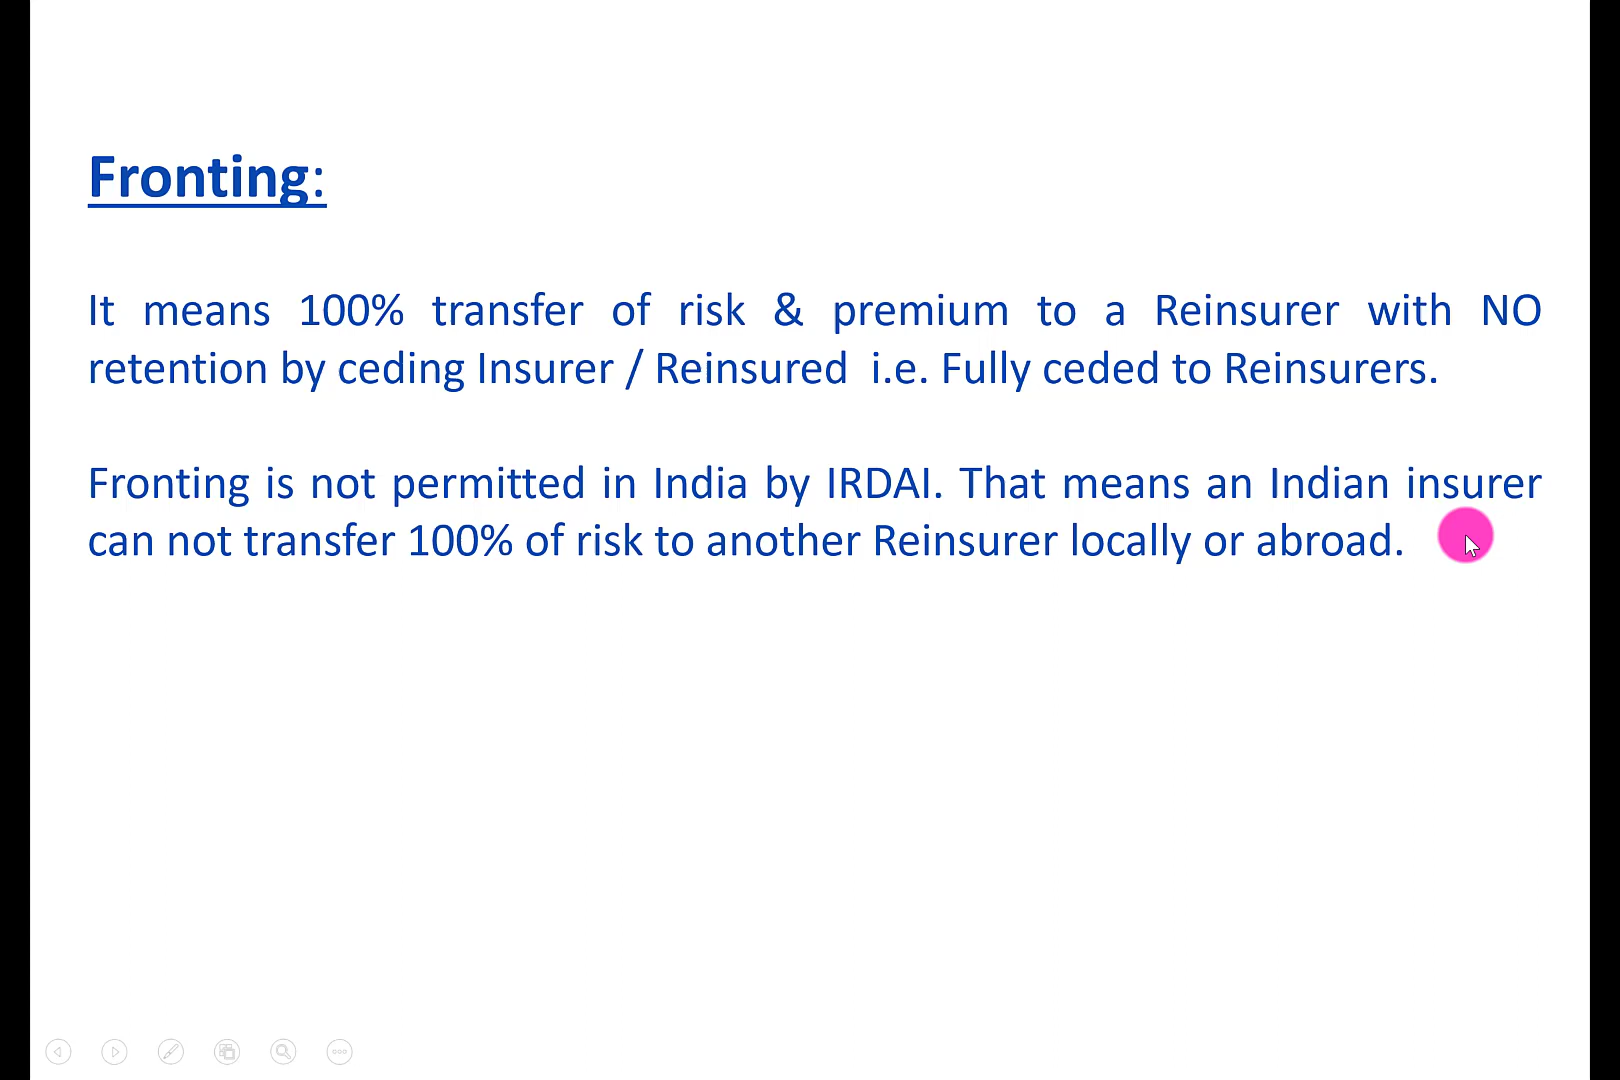 Fronting:
It means 100% transfer of risk & premium to a Reinsurer with NO
retention by ceding Insurer / Reinsured i.e. Fully ceded to Reinsurers.
Fronting is not permitted in India by IRDAI. That means an Indian insurer
can not transfer 100% of risk to another Reinsurer locally or abroad.